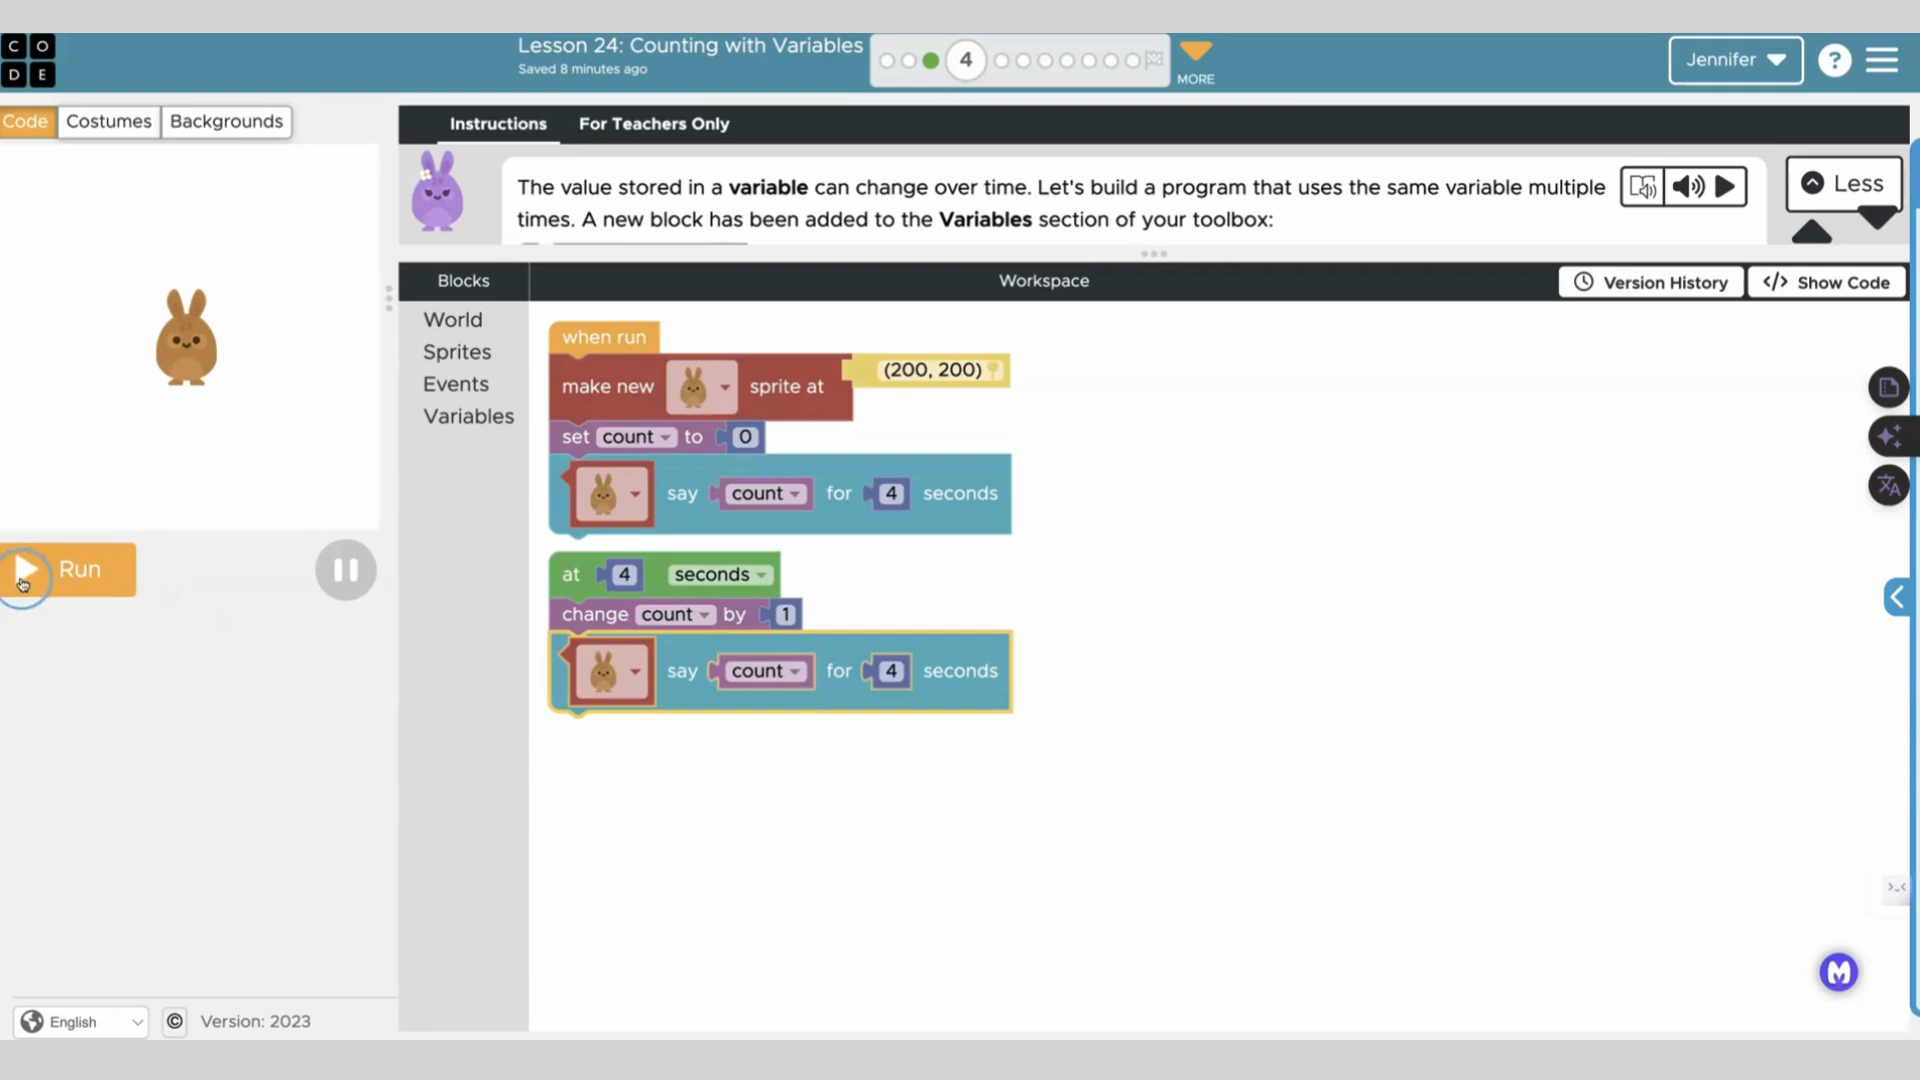 C O
D E
Lesson 24: Counting with Variables
Saved 8 minutes ago
4
MORE
Jennifer
?
Code
Costumes
Backgrounds
Instructions
For Teachers Only
The value stored in a variable can change over time. Let's build a program that uses the same variable multiple
times. A new block has been added to the Variables section of your toolbox:
Less
Blocks
Workspace
Version History
</> Show Code
World
Sprites
Events
Variables
when run
make new sprite at (200, 200)
set count to 0
say count for 4 seconds
at 4 seconds
change count by 1
say count for 4 seconds
Run
English
© Version: 2023